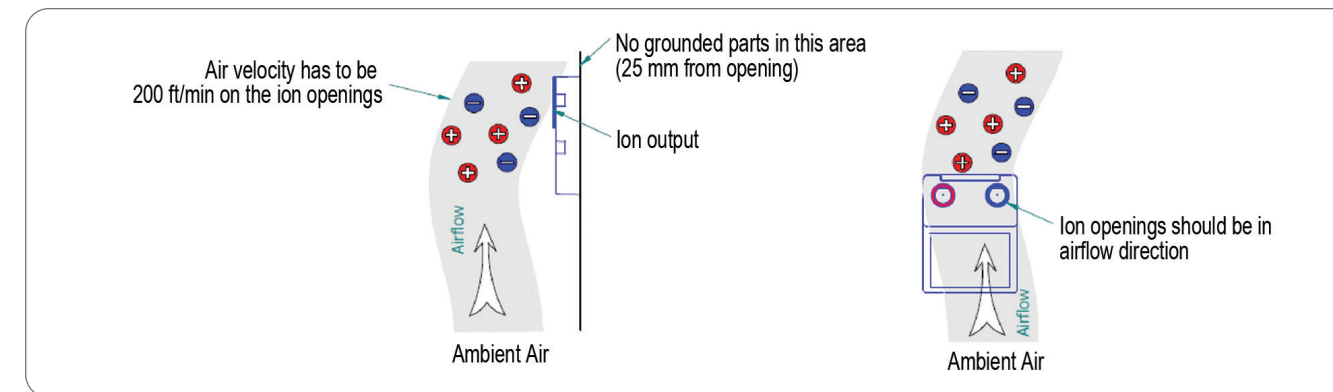 Air velocity has to be
200 ft/min on the ion openings
No grounded parts in this area
(25 mm from opening)
Ion output
Airflow
Ambient Air
Ion openings should be in
airflow direction
Airflow
Ambient Air